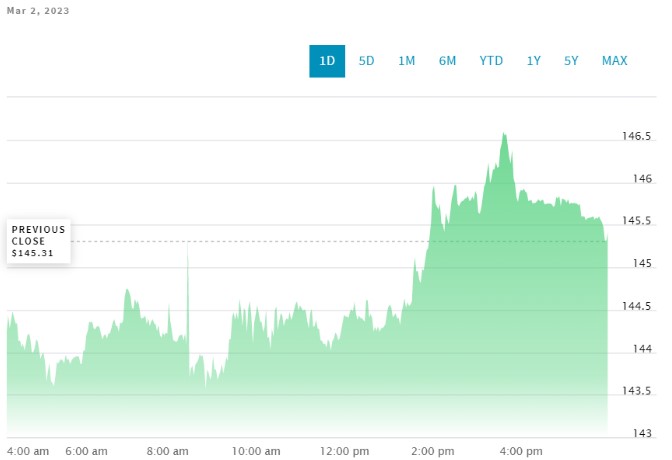 Mar 2, 2023
1D 5D 1M 6M YTD 1Y 5Y MAX
146.5
146
PREVIOUS
CLOSE
$145.31
145.5
145
144.5
144
143.5
143
4:00 am 6:00 am 8:00 am 10:00 am 12:00 pm 2:00 pm 4:00 pm